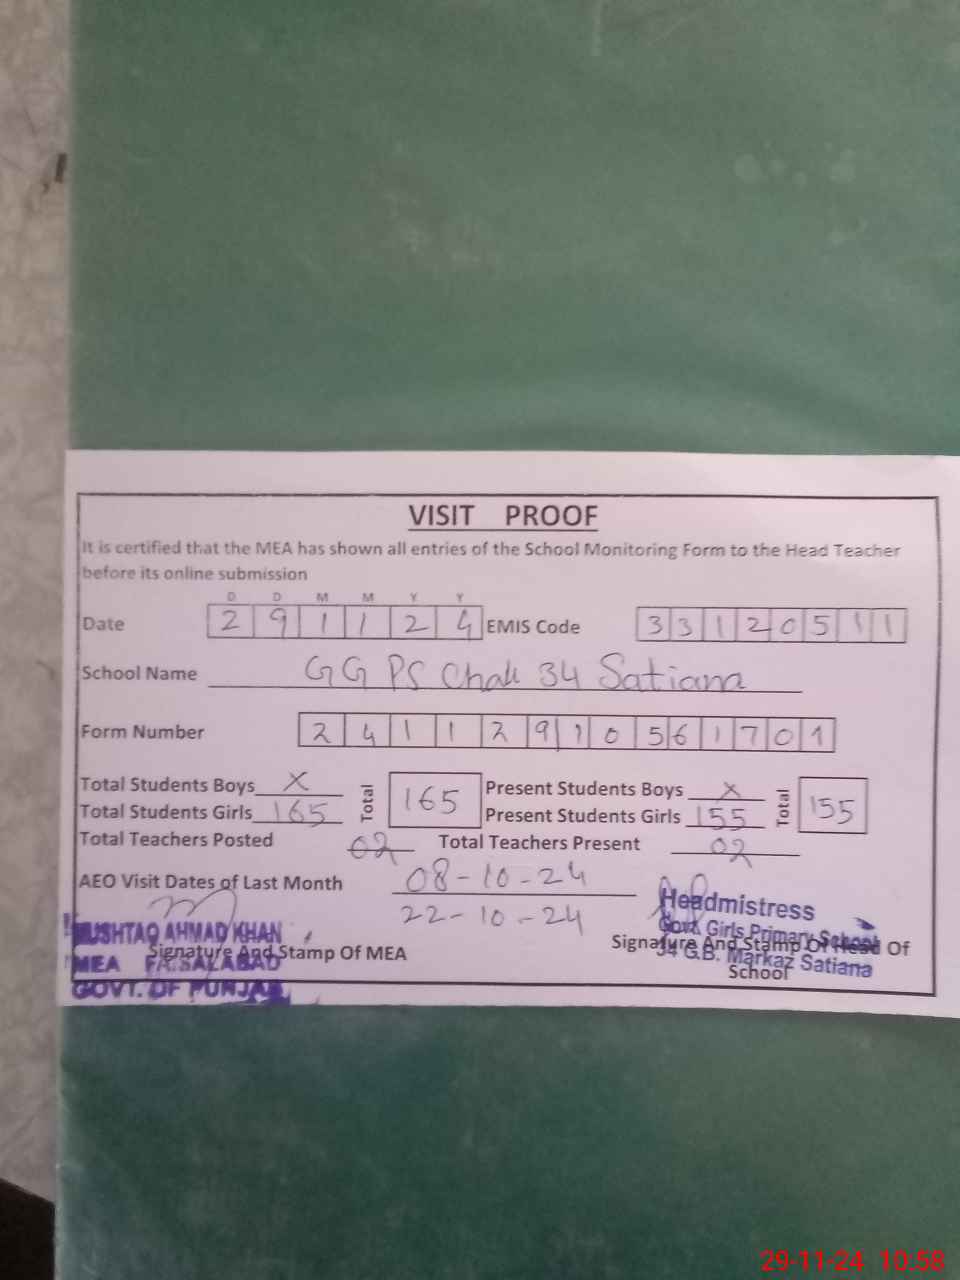 VISIT PROOF
It is certified that the MEA has shown all entries of the School Monitoring Form to the Head Teacher
before its online submission
D D M M Y Y
Date 2 9 1 1 2 4 EMIS Code 3 3 1 2 0 5 1 1
School Name GGPS Chak 34 Satiana
Form Number 2 4 1 1 2 9 1 0 5 6 1 7 0 1
Total Students Boys X Total 165 Present Students Boys X Total 155
Total Students Girls 165 Present Students Girls 155
Total Teachers Posted 02 Total Teachers Present 02
AEO Visit Dates of Last Month 08-10-24
22-10-24
MUSHTAQ AHMAD KHAN
MEA FAISALABAD
GOVT. OF PUNJAB
Signature And Stamp Of MEA
Headmistress
Govt. Girls Primary School
34 G.B. Markaz Satiana
Signature And Stamp Of Head Of
School
29-11-24 10:58